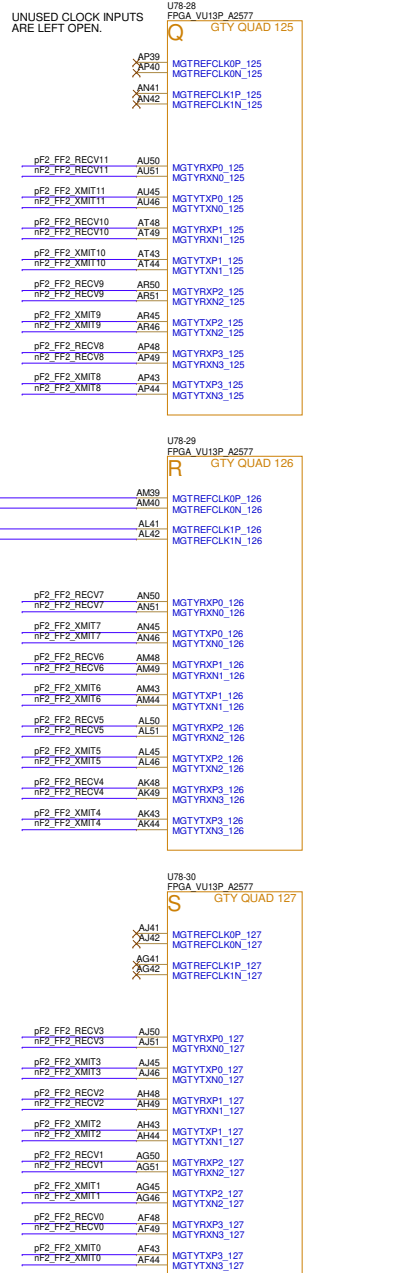 UNUSED CLOCK INPUTS
ARE LEFT OPEN.
U78-28
FPGA_VU13P_A2577
Q GTY QUAD 125
AP39 MGTREFCLK0P_125
AP40 MGTREFCLK0N_125
AN41 MGTREFCLK1P_125
AN42 MGTREFCLK1N_125
pF2_FF2_RECV11 AU50 MGTYRXP0_125
nF2_FF2_RECV11 AU51 MGTYRXN0_125
pF2_FF2_XMIT11 AU45 MGTYTXP0_125
nF2_FF2_XMIT11 AU46 MGTYTXN0_125
pF2_FF2_RECV10 AT48 MGTYRXP1_125
nF2_FF2_RECV10 AT49 MGTYRXN1_125
pF2_FF2_XMIT10 AT43 MGTYTXP1_125
nF2_FF2_XMIT10 AT44 MGTYTXN1_125
pF2_FF2_RECV9 AR50 MGTYRXP2_125
nF2_FF2_RECV9 AR51 MGTYRXN2_125
pF2_FF2_XMIT9 AR45 MGTYTXP2_125
nF2_FF2_XMIT9 AR46 MGTYTXN2_125
pF2_FF2_RECV8 AP48 MGTYRXP3_125
nF2_FF2_RECV8 AP49 MGTYRXN3_125
pF2_FF2_XMIT8 AP43 MGTYTXP3_125
nF2_FF2_XMIT8 AP44 MGTYTXN3_125
U78-29
FPGA_VU13P_A2577
R GTY QUAD 126
AM39 MGTREFCLK0P_126
AM40 MGTREFCLK0N_126
AL41 MGTREFCLK1P_126
AL42 MGTREFCLK1N_126
pF2_FF2_RECV7 AN50 MGTYRXP0_126
nF2_FF2_RECV7 AN51 MGTYRXN0_126
pF2_FF2_XMIT7 AN45 MGTYTXP0_126
nF2_FF2_XMIT7 AN46 MGTYTXN0_126
pF2_FF2_RECV6 AM48 MGTYRXP1_126
nF2_FF2_RECV6 AM49 MGTYRXN1_126
pF2_FF2_XMIT6 AM43 MGTYTXP1_126
nF2_FF2_XMIT6 AM44 MGTYTXN1_126
pF2_FF2_RECV5 AL50 MGTYRXP2_126
nF2_FF2_RECV5 AL51 MGTYRXN2_126
pF2_FF2_XMIT5 AL45 MGTYTXP2_126
nF2_FF2_XMIT5 AL46 MGTYTXN2_126
pF2_FF2_RECV4 AK48 MGTYRXP3_126
nF2_FF2_RECV4 AK49 MGTYRXN3_126
pF2_FF2_XMIT4 AK43 MGTYTXP3_126
nF2_FF2_XMIT4 AK44 MGTYTXN3_126
U78-30
FPGA_VU13P_A2577
S GTY QUAD 127
AJ41 MGTREFCLK0P_127
AJ42 MGTREFCLK0N_127
AG41 MGTREFCLK1P_127
AG42 MGTREFCLK1N_127
pF2_FF2_RECV3 AJ50 MGTYRXP0_127
nF2_FF2_RECV3 AJ51 MGTYRXN0_127
pF2_FF2_XMIT3 AJ45 MGTYTXP0_127
nF2_FF2_XMIT3 AJ46 MGTYTXN0_127
pF2_FF2_RECV2 AH48 MGTYRXP1_127
nF2_FF2_RECV2 AH49 MGTYRXN1_127
pF2_FF2_XMIT2 AH43 MGTYTXP1_127
nF2_FF2_XMIT2 AH44 MGTYTXN1_127
pF2_FF2_RECV1 AG50 MGTYRXP2_127
nF2_FF2_RECV1 AG51 MGTYRXN2_127
pF2_FF2_XMIT1 AG45 MGTYTXP2_127
nF2_FF2_XMIT1 AG46 MGTYTXN2_127
pF2_FF2_RECV0 AF48 MGTYRXP3_127
nF2_FF2_RECV0 AF49 MGTYRXN3_127
pF2_FF2_XMIT0 AF43 MGTYTXP3_127
nF2_FF2_XMIT0 AF44 MGTYTXN3_127